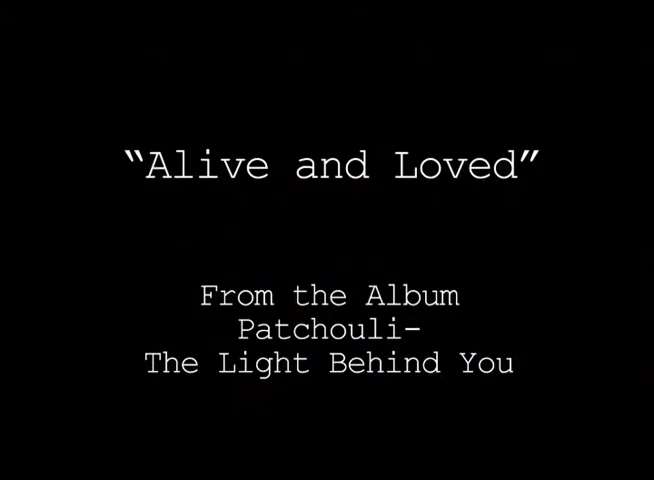 “Alive and Loved”
From the Album
Patchouli-
The Light Behind You